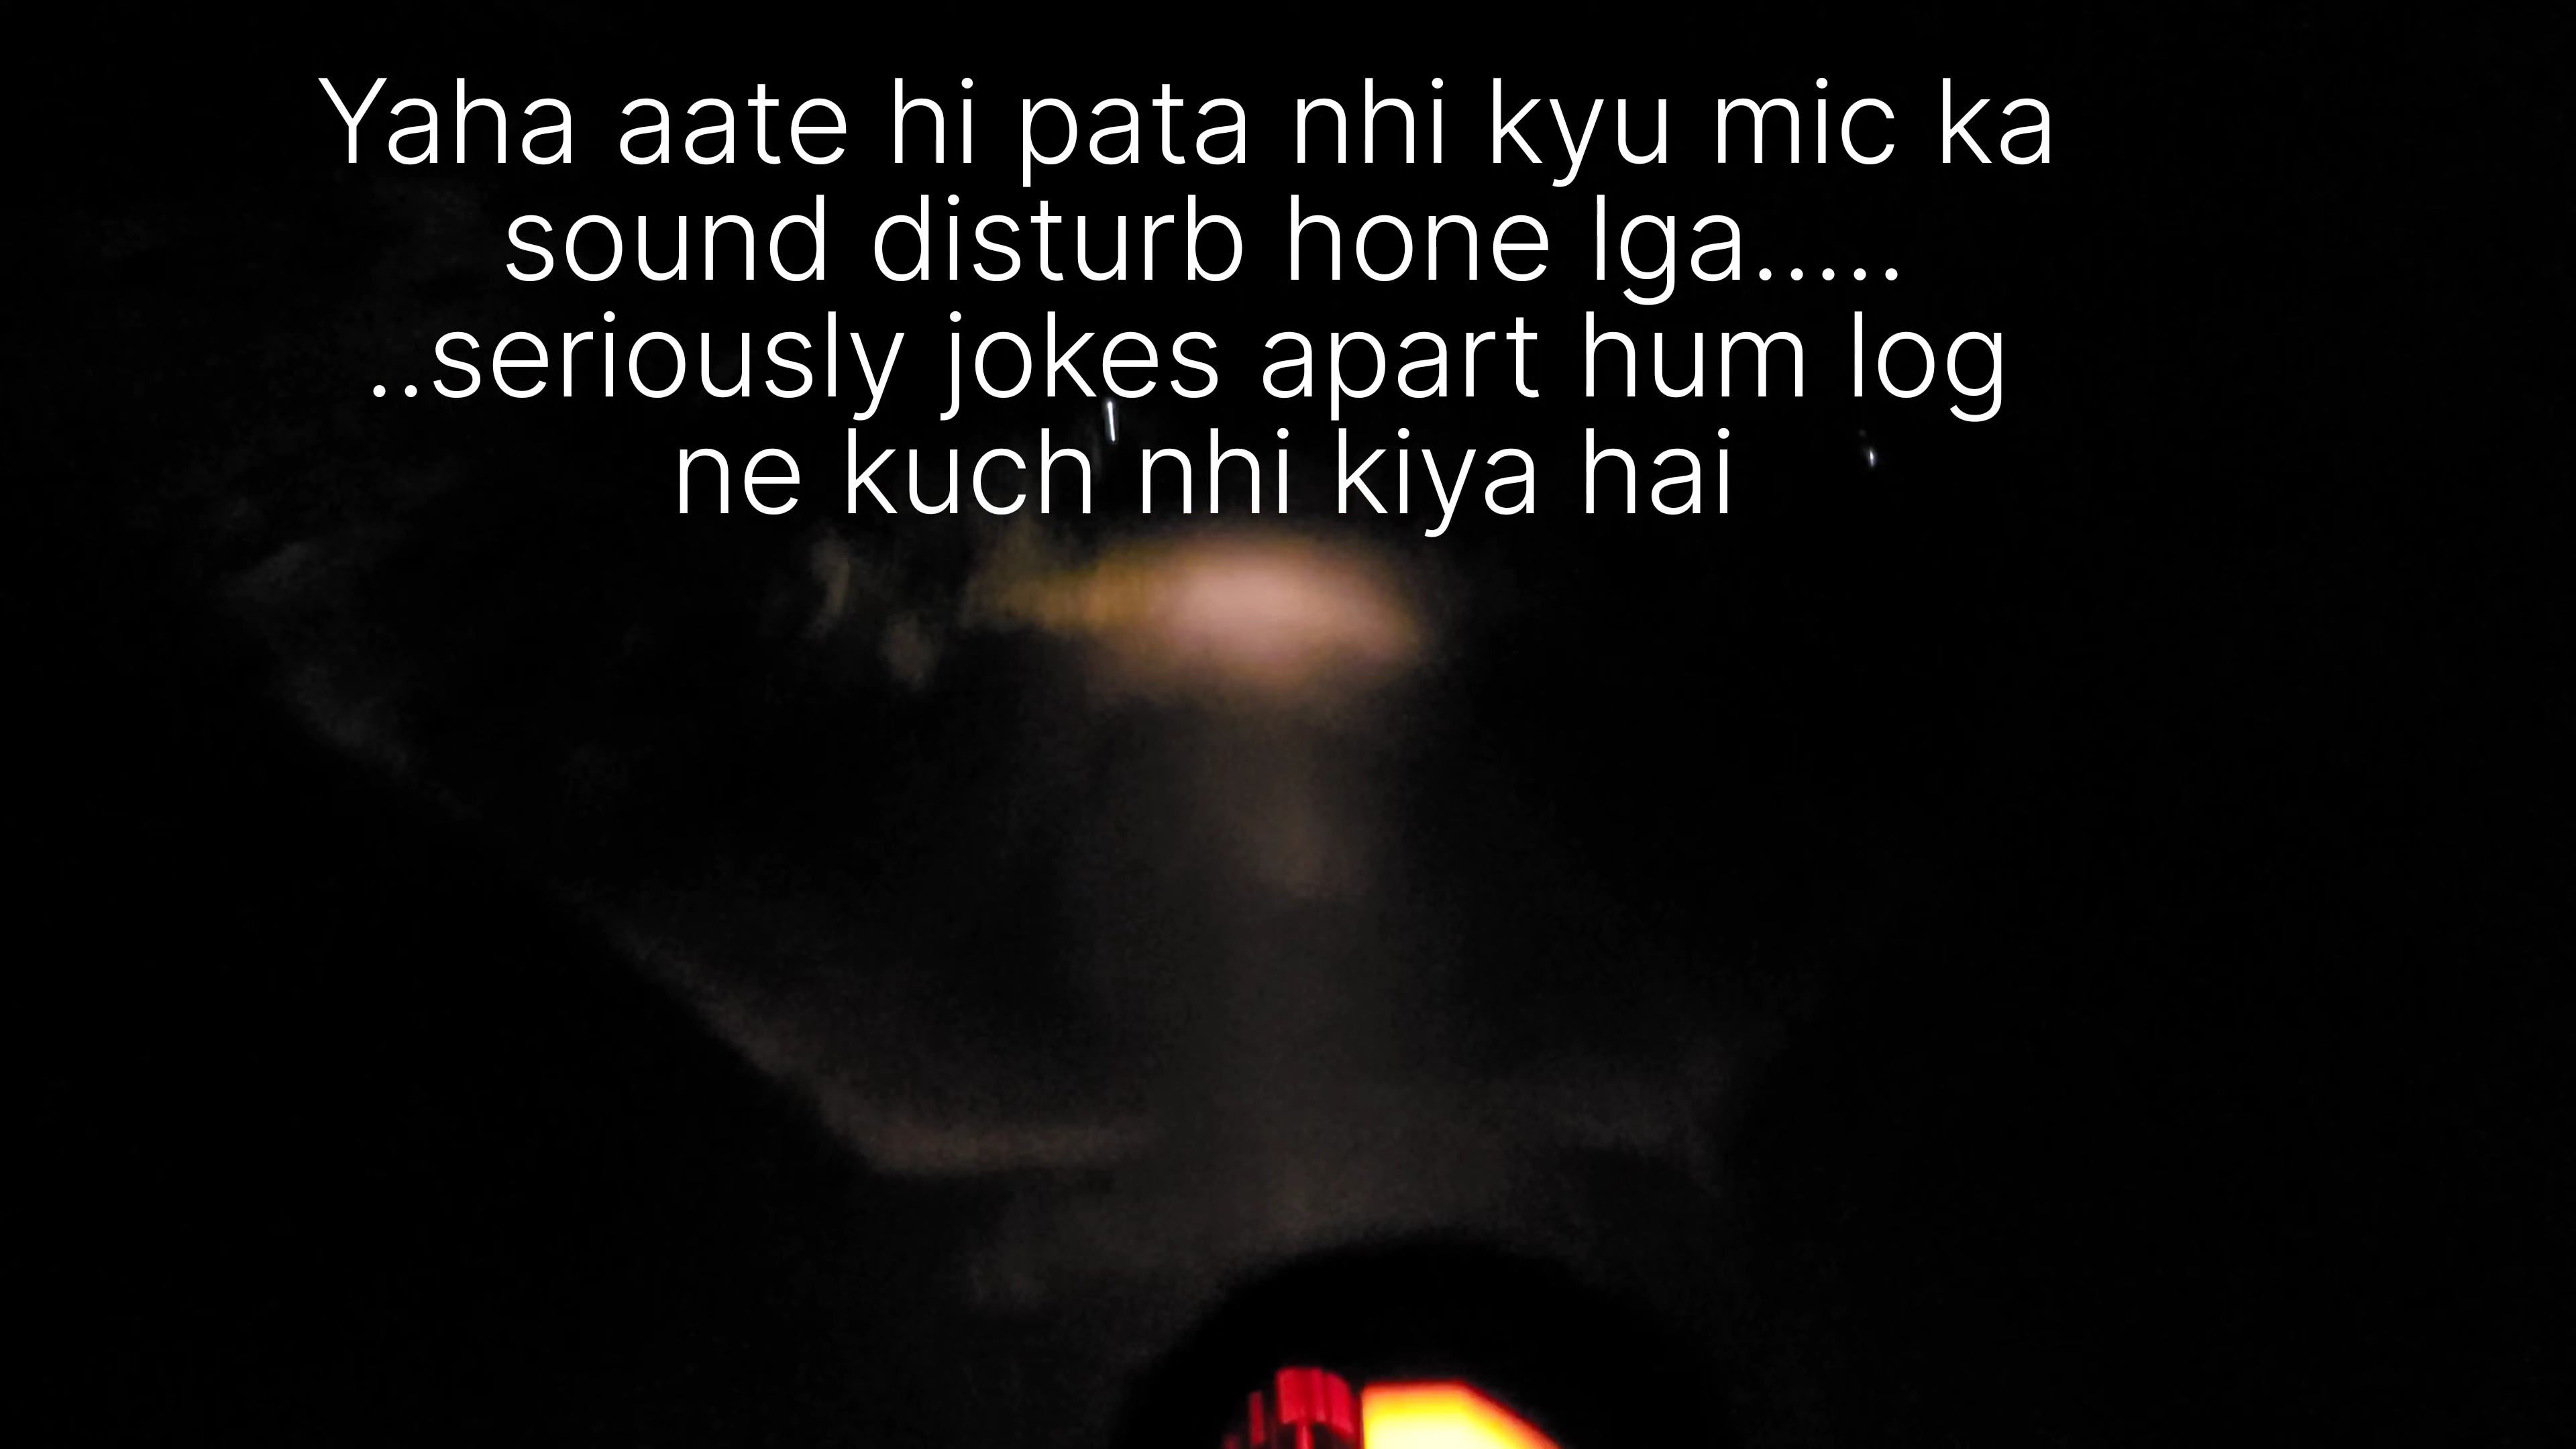 Yaha aate hi pata nhi kyu mic ka
sound disturb hone lga.....
..seriously jokes apart hum log
ne kuch nhi kiya hai